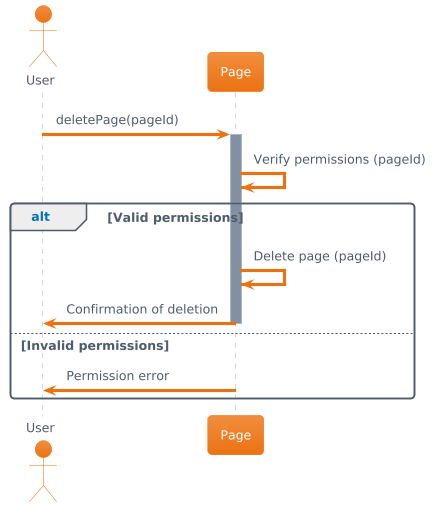 User
Page
deletePage(pageId)
Verify permissions (pageId)
alt
[Valid permissions]
Delete page (pageId)
Confirmation of deletion
[Invalid permissions]
Permission error
User
Page